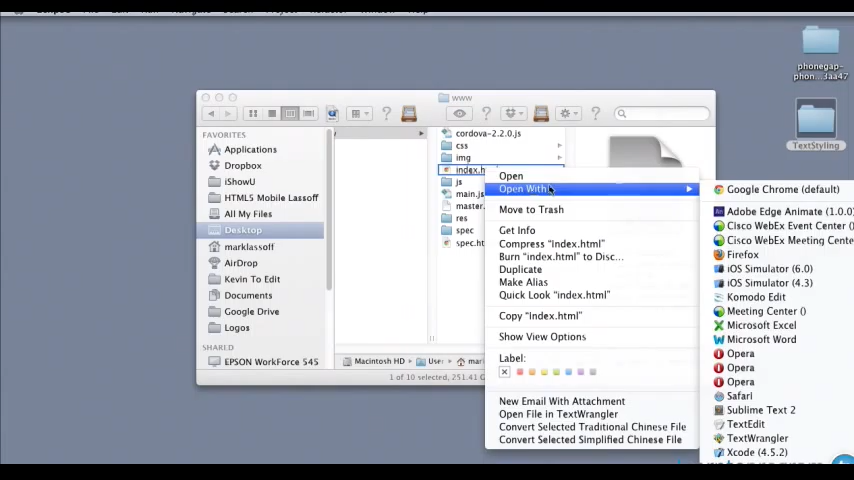 phonegap-
phon...3aa47
TextStyling
www
FAVORITES
Applications
Dropbox
iShowU
HTML5 Mobile Lassoff
All My Files
Desktop
marklassoff
AirDrop
Kevin To Edit
Documents
Google Drive
Logos
EPSON WorkForce 545
cordova-2.2.0.js
css
img
index.h
js
main.js
master.
res
spec
spec.ht
Macintosh HD
1 of 10 selected, 251.41 G
Open
Open With
Move to Trash
Get Info
Compress "index.html"
Burn "index.html" to Disc...
Duplicate
Make Alias
Quick Look "index.html"
Copy "index.html"
Show View Options
Label:
New Email With Attachment
Open File in TextWrangler
Convert Selected Traditional Chinese File
Convert Selected Simplified Chinese File
Google Chrome (default)
Adobe Edge Animate (1.0.0)
Cisco WebEx Event Center ()
Cisco WebEx Meeting Cente
Firefox
iOS Simulator (6.0)
iOS Simulator (4.3)
Komodo Edit
Meeting Center ()
Microsoft Excel
Microsoft Word
Opera
Opera
Opera
Safari
Sublime Text 2
TextEdit
TextWrangler
Xcode (4.5.2)